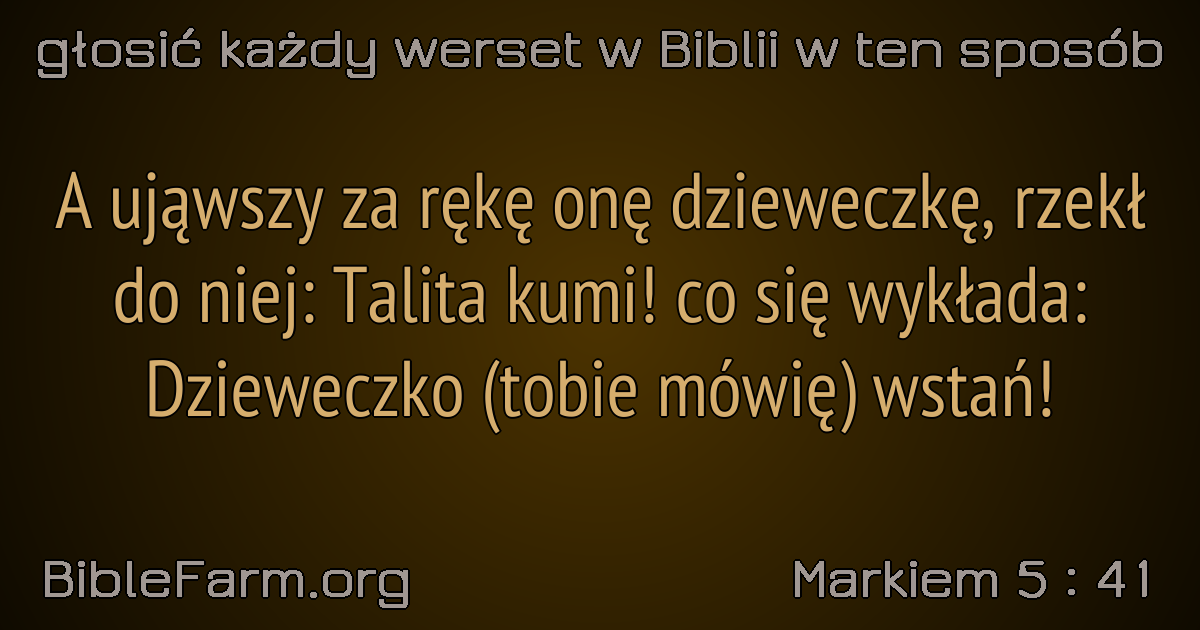 głosić każdy werset w Biblii w ten sposób
A ująwszy za rękę onę dzieweczkę, rzekł
do niej: Talita kumi! co się wykłada:
Dzieweczko (tobie mówię) wstań!
BibleFarm.org
Markiem 5 : 41